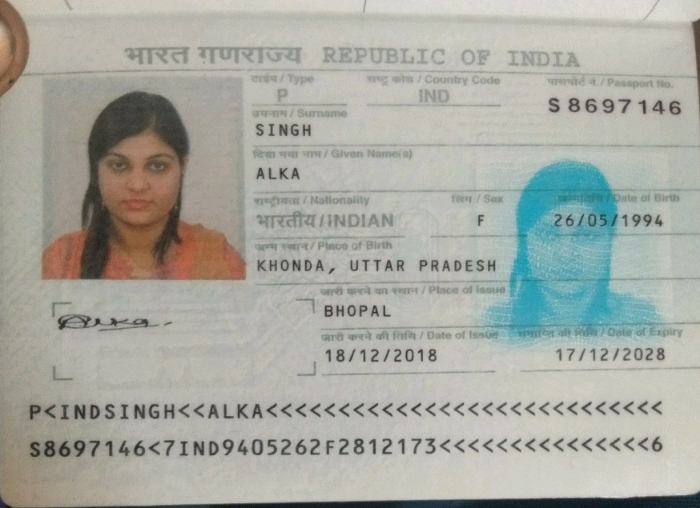 भारत गणराज्य REPUBLIC OF INDIA
टाईप / Type राष्ट्र कोड / Country Code पासपोर्ट नं. / Passport No.
P IND S8697146
उपनाम / Surname
SINGH
दिया गया नाम / Given Name(s)
ALKA
राष्ट्रीयता / Nationality लिंग / Sex जन्मतिथि / Date of Birth
भारतीय / INDIAN F 26/05/1994
जन्म स्थान / Place of Birth
KHONDA, UTTAR PRADESH
जारी करने का स्थान / Place of Issue
BHOPAL
जारी करने की तिथि / Date of Issue समाप्ति की तिथि / Date of Expiry
18/12/2018 17/12/2028
Alka.
P<INDSINGH<<ALKA<<<<<<<<<<<<<<<<<<<<<<<<<<<<
S8697146<7IND9405262F2812173<<<<<<<<<<<<<<<6